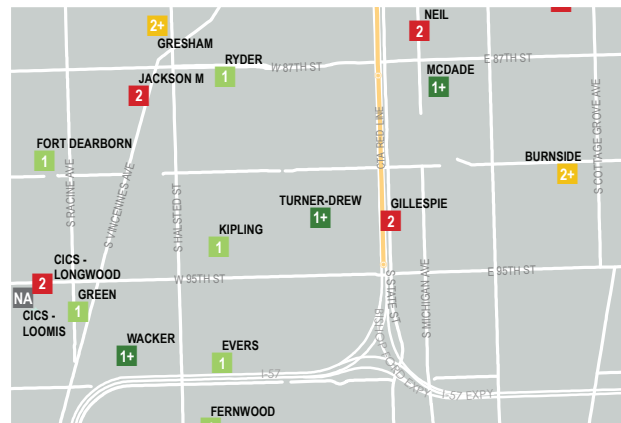 NEIL
2
2+
GRESHAM
RYDER
1
W 87TH ST
E 87TH ST
MCDADE
1+
JACKSON M
2
S COTTAGE GROVE AVE
CTA RED LINE
FORT DEARBORN
1
BURNSIDE
2+
S RACINE AVE
S VINCENNES AVE
S HALSTED ST
TURNER-DREW
1+
GILLESPIE
2
KIPLING
1
CICS -
LONGWOOD
2
W 95TH ST
E 95TH ST
S STATE ST
S MICHIGAN AVE
NA
GREEN
1
CICS -
LOOMIS
BISHOP FORD EXPY
WACKER
1+
EVERS
1
I-57
I-57 EXPY
FERNWOOD